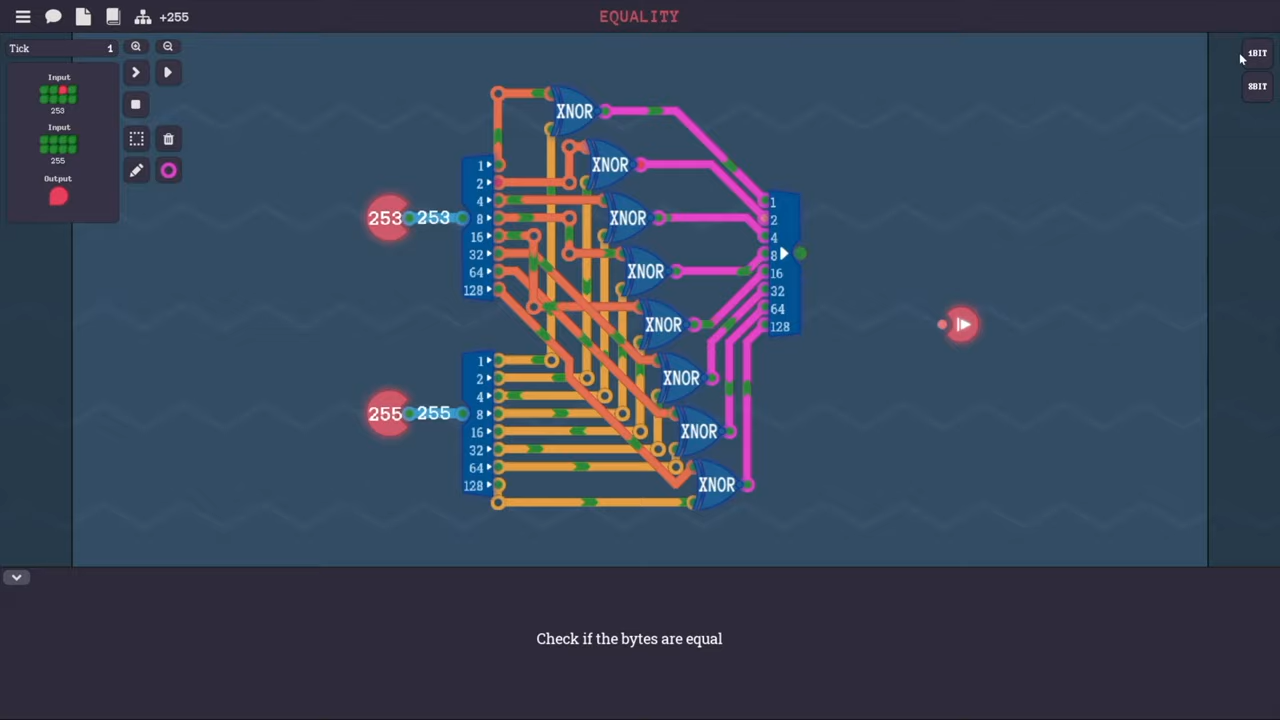 +255
EQUALITY
Tick 1
1BIT
8BIT
Input
253
Input
255
Output
XNOR
XNOR
XNOR
XNOR
XNOR
XNOR
XNOR
XNOR
253 253
1
2
4
8
16
32
64
128
255 255
1
2
4
8
16
32
64
128
1
2
4
8
16
32
64
128
Check if the bytes are equal